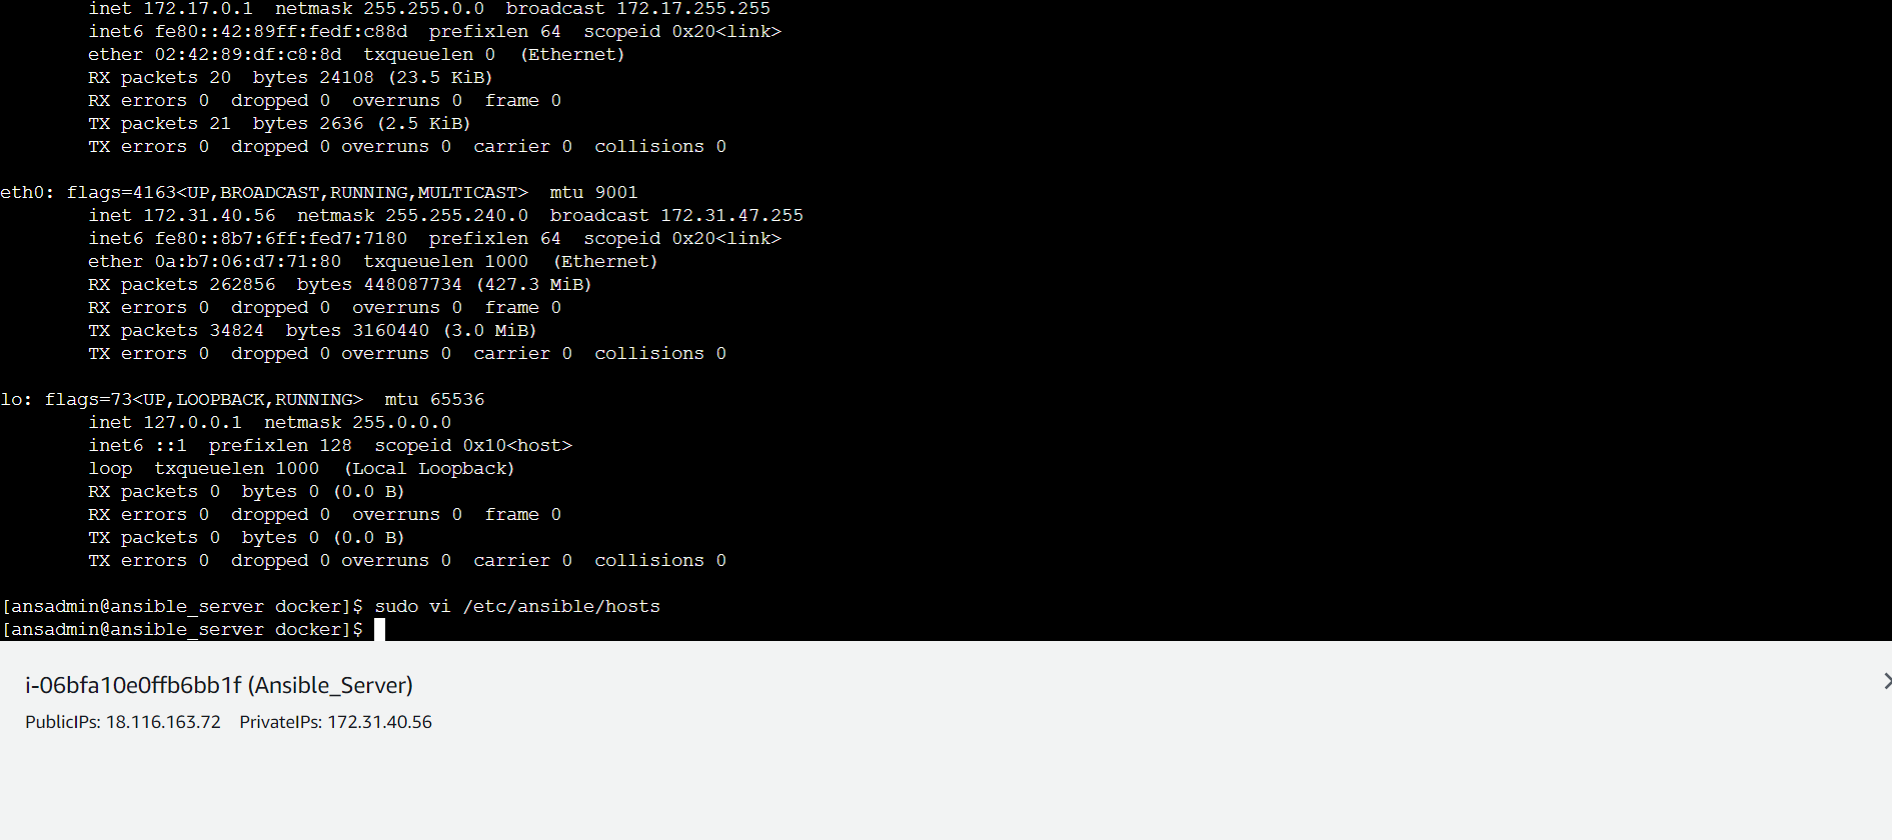 inet 172.17.0.1  netmask 255.255.0.0  broadcast 172.17.255.255
inet6 fe80::42:89ff:fedf:c88d  prefixlen 64  scopeid 0x20<link>
ether 02:42:89:df:c8:8d  txqueuelen 0  (Ethernet)
RX packets 20  bytes 24108 (23.5 KiB)
RX errors 0  dropped 0  overruns 0  frame 0
TX packets 21  bytes 2636 (2.5 KiB)
TX errors 0  dropped 0 overruns 0  carrier 0  collisions 0
eth0: flags=4163<UP,BROADCAST,RUNNING,MULTICAST>  mtu 9001
inet 172.31.40.56  netmask 255.255.240.0  broadcast 172.31.47.255
inet6 fe80::8b7:6ff:fed7:7180  prefixlen 64  scopeid 0x20<link>
ether 0a:b7:06:d7:71:80  txqueuelen 1000  (Ethernet)
RX packets 262856  bytes 448087734 (427.3 MiB)
RX errors 0  dropped 0  overruns 0  frame 0
TX packets 34824  bytes 3160440 (3.0 MiB)
TX errors 0  dropped 0 overruns 0  carrier 0  collisions 0
lo: flags=73<UP,LOOPBACK,RUNNING>  mtu 65536
inet 127.0.0.1  netmask 255.0.0.0
inet6 ::1  prefixlen 128  scopeid 0x10<host>
loop  txqueuelen 1000  (Local Loopback)
RX packets 0  bytes 0 (0.0 B)
RX errors 0  dropped 0  overruns 0  frame 0
TX packets 0  bytes 0 (0.0 B)
TX errors 0  dropped 0 overruns 0  carrier 0  collisions 0
[ansadmin@ansible_server docker]$ sudo vi /etc/ansible/hosts
[ansadmin@ansible_server docker]$
i-06bfa10e0ffb6bb1f (Ansible_Server)
PublicIPs: 18.116.163.72    PrivateIPs: 172.31.40.56